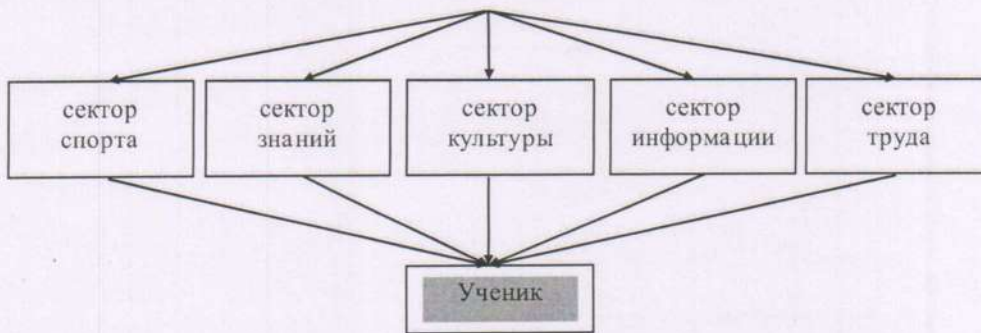 сектор
спорта
сектор
знаний
сектор
культуры
сектор
информации
сектор
труда
Ученик